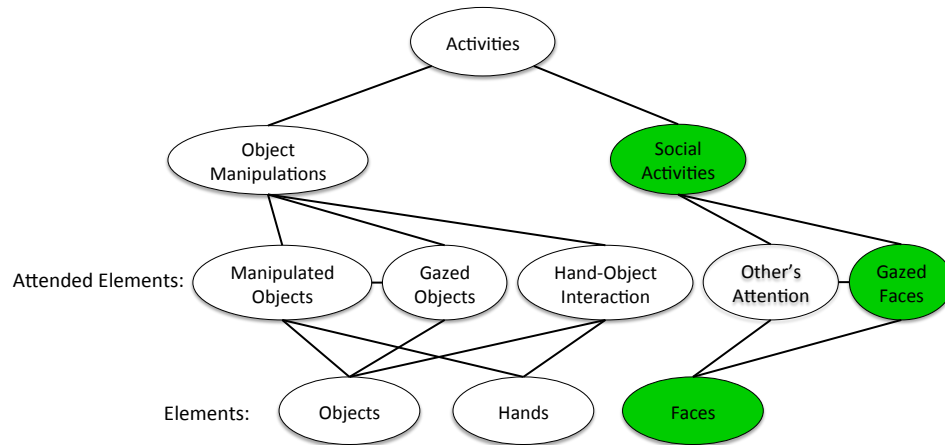 Activities
Object
Manipulations
Social
Activities
Attended Elements:
Manipulated
Objects
Gazed
Objects
Hand-Object
Interaction
Other's
Attention
Gazed
Faces
Elements:
Objects
Hands
Faces